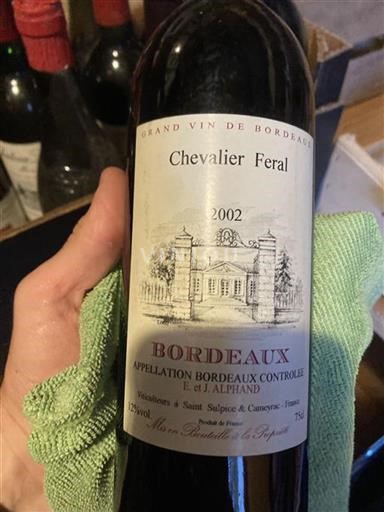 GRAND VIN DE BORDEAUX
Chevalier Feral
2002
BORDEAUX
APPELLATION BORDEAUX CONTROLEE
E. et J. ALPHAND
Viticulteurs à Saint Sulpice & Cameyrac - France
12%vol. Produit de France 75cl
Mis en Bouteille à la Propriété